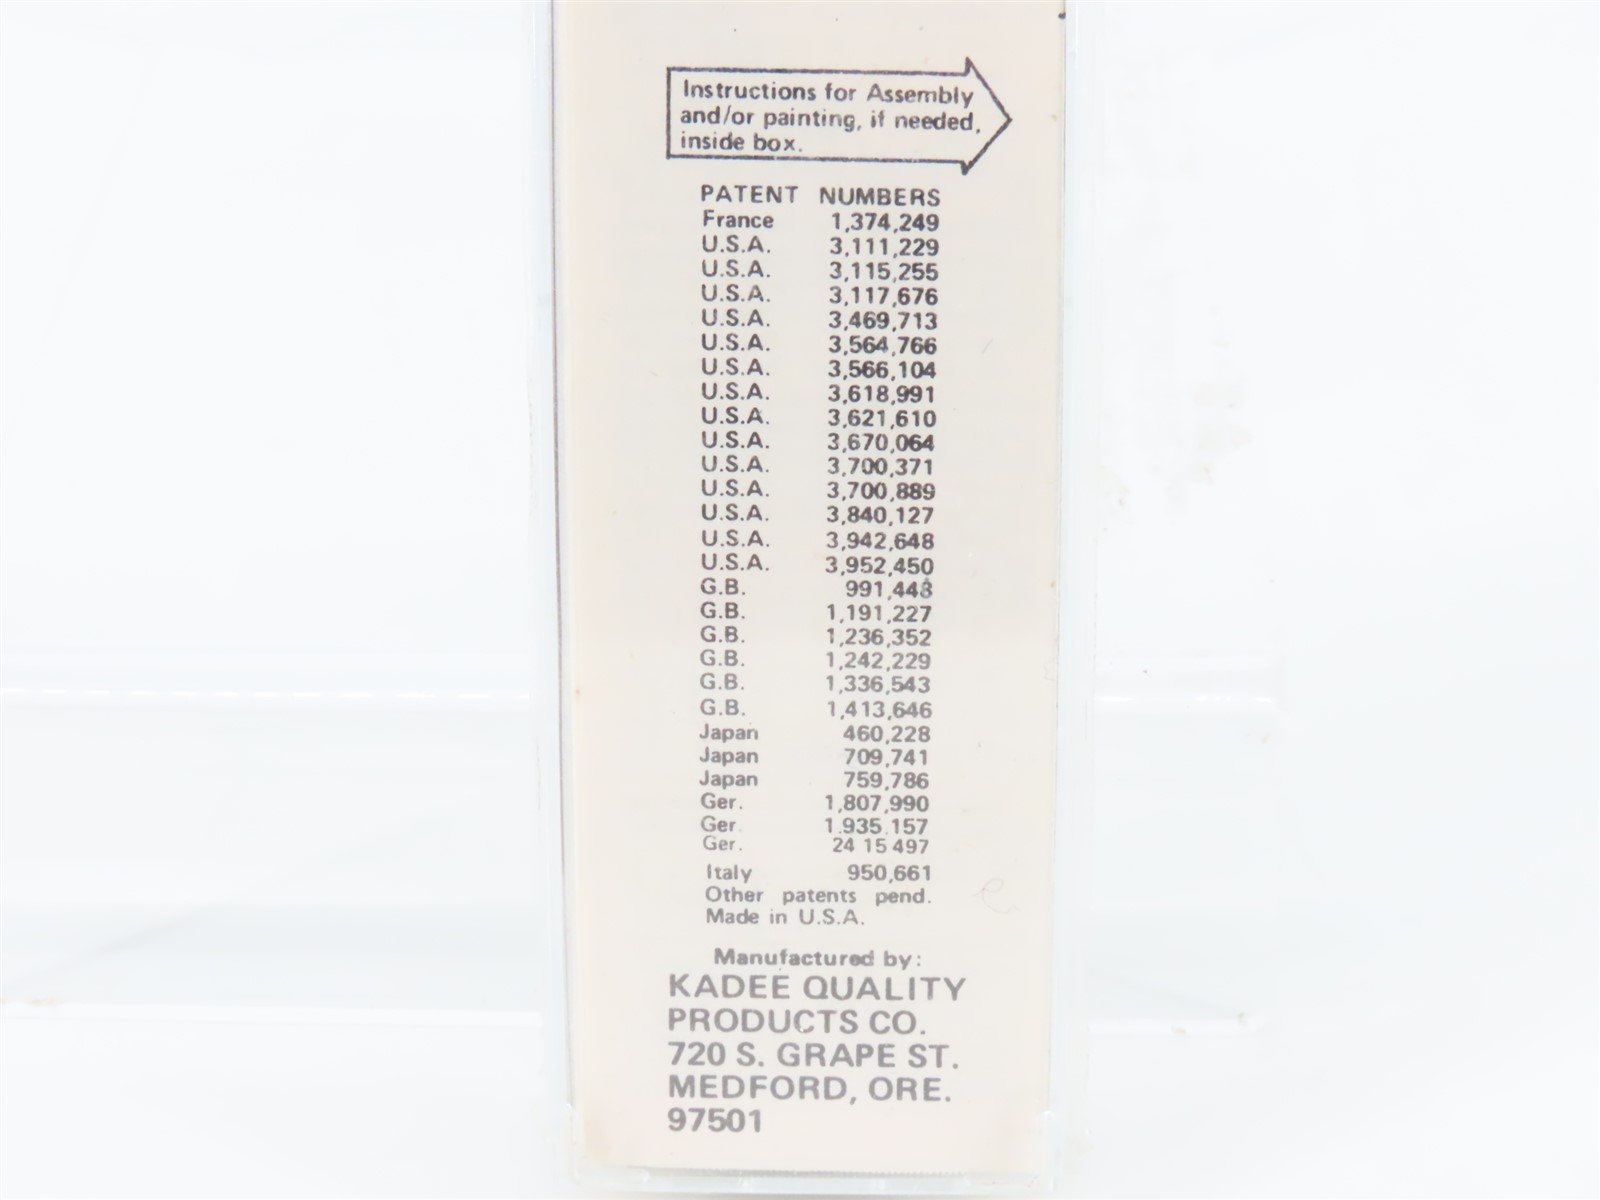 Instructions for Assembly
and/or painting, if needed,
inside box.
PATENT NUMBERS
France 1,374,249
U.S.A. 3,111,229
U.S.A. 3,115,255
U.S.A. 3,117,676
U.S.A. 3,469,713
U.S.A. 3,564,766
U.S.A. 3,566,104
U.S.A. 3,618,991
U.S.A. 3,621,610
U.S.A. 3,670,064
U.S.A. 3,700,371
U.S.A. 3,700,889
U.S.A. 3,840,127
U.S.A. 3,942,648
U.S.A. 3,952,450
G.B. 991,443
G.B. 1,191,227
G.B. 1,236,352
G.B. 1,242,229
G.B. 1,336,543
G.B. 1,413,646
Japan 460,228
Japan 709,741
Japan 759,786
Ger. 1,807,990
Ger. 1.935.157
Ger. 24 15 497
Italy 950,661
Other patents pend.
Made in U.S.A.
Manufactured by:
KADEE QUALITY
PRODUCTS CO.
720 S. GRAPE ST.
MEDFORD, ORE.
97501